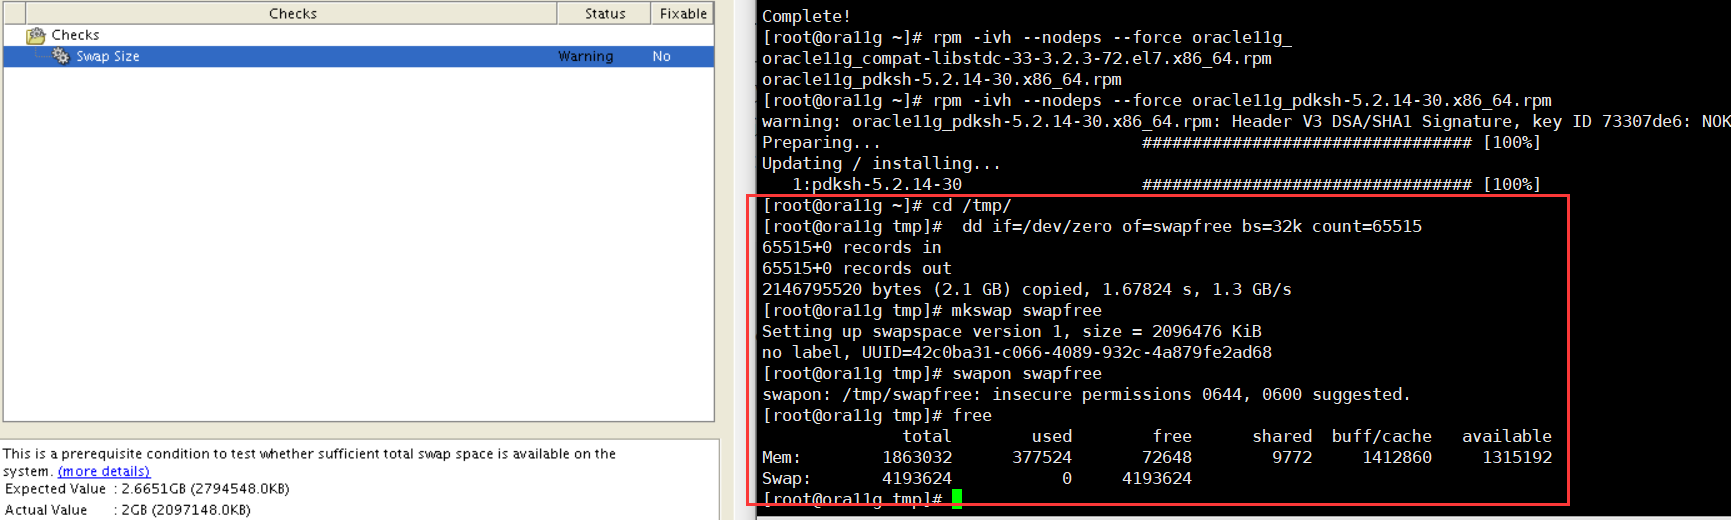 Checks Status Fixable
Checks
Swap Size Warning No
This is a prerequisite condition to test whether sufficient total swap space is available on the
system. (more details)
Expected Value : 2.6651GB (2794548.0KB)
Actual Value : 2GB (2097148.0KB)
Complete!
[root@ora11g ~]# rpm -ivh --nodeps --force oracle11g_
oracle11g_compat-libstdc-33-3.2.3-72.el7.x86_64.rpm
oracle11g_pdksh-5.2.14-30.x86_64.rpm
[root@ora11g ~]# rpm -ivh --nodeps --force oracle11g_pdksh-5.2.14-30.x86_64.rpm
warning: oracle11g_pdksh-5.2.14-30.x86_64.rpm: Header V3 DSA/SHA1 Signature, key ID 73307de6: NOK
Preparing... ################################# [100%]
Updating / installing...
1:pdksh-5.2.14-30 ################################# [100%]
[root@ora11g ~]# cd /tmp/
[root@ora11g tmp]# dd if=/dev/zero of=swapfree bs=32k count=65515
65515+0 records in
65515+0 records out
2146795520 bytes (2.1 GB) copied, 1.67824 s, 1.3 GB/s
[root@ora11g tmp]# mkswap swapfree
Setting up swapspace version 1, size = 2096476 KiB
no label, UUID=42c0ba31-c066-4089-932c-4a879fe2ad68
[root@ora11g tmp]# swapon swapfree
swapon: /tmp/swapfree: insecure permissions 0644, 0600 suggested.
[root@ora11g tmp]# free
total used free shared buff/cache available
Mem: 1863032 377524 72648 9772 1412860 1315192
Swap: 4193624 0 4193624
[root@ora11g tmp]#